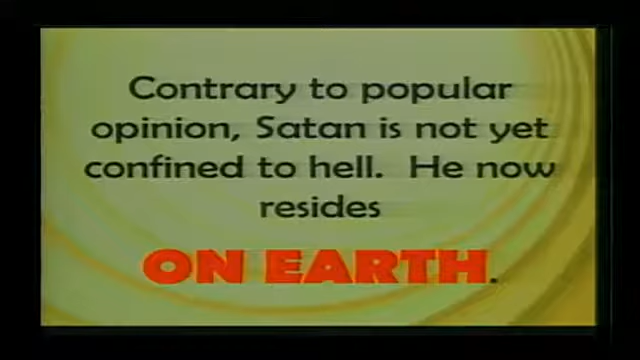 Contrary to popular
opinion, Satan is not yet
confined to hell. He now
resides
ON EARTH.